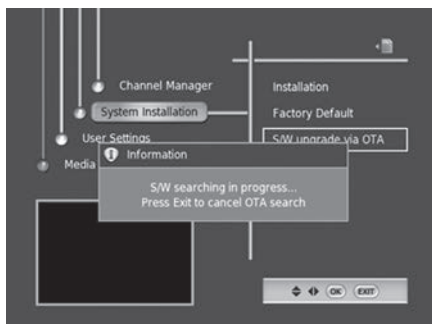 Channel Manager
Installation
System Installation
Factory Default
User Settings
S/W upgrade via OTA
Media
Information
S/W searching in progress...
Press Exit to cancel OTA search
OK
EXIT